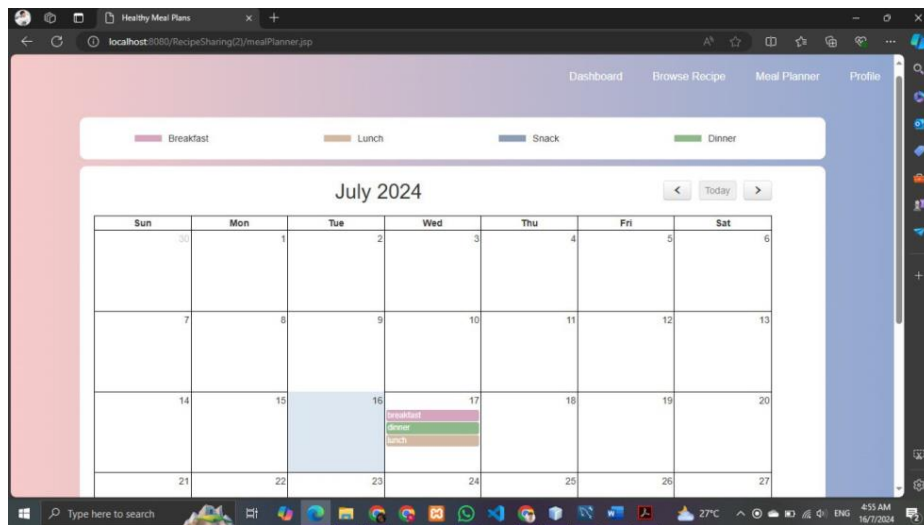 Healthy Meal Plans
localhost:8080/RecipeSharing(2)/mealPlanner.jsp
Dashboard Browse Recipe Meal Planner Profile
Breakfast Lunch Snack Dinner
July 2024 Today
Sun Mon Tue Wed Thu Fri Sat
30 1 2 3 4 5 6
7 8 9 10 11 12 13
14 15 16 17 18 19 20
breakfast
dinner
lunch
21 22 23 24 25 26 27
Type here to search 27°C ENG 4:55 AM
16/7/2024